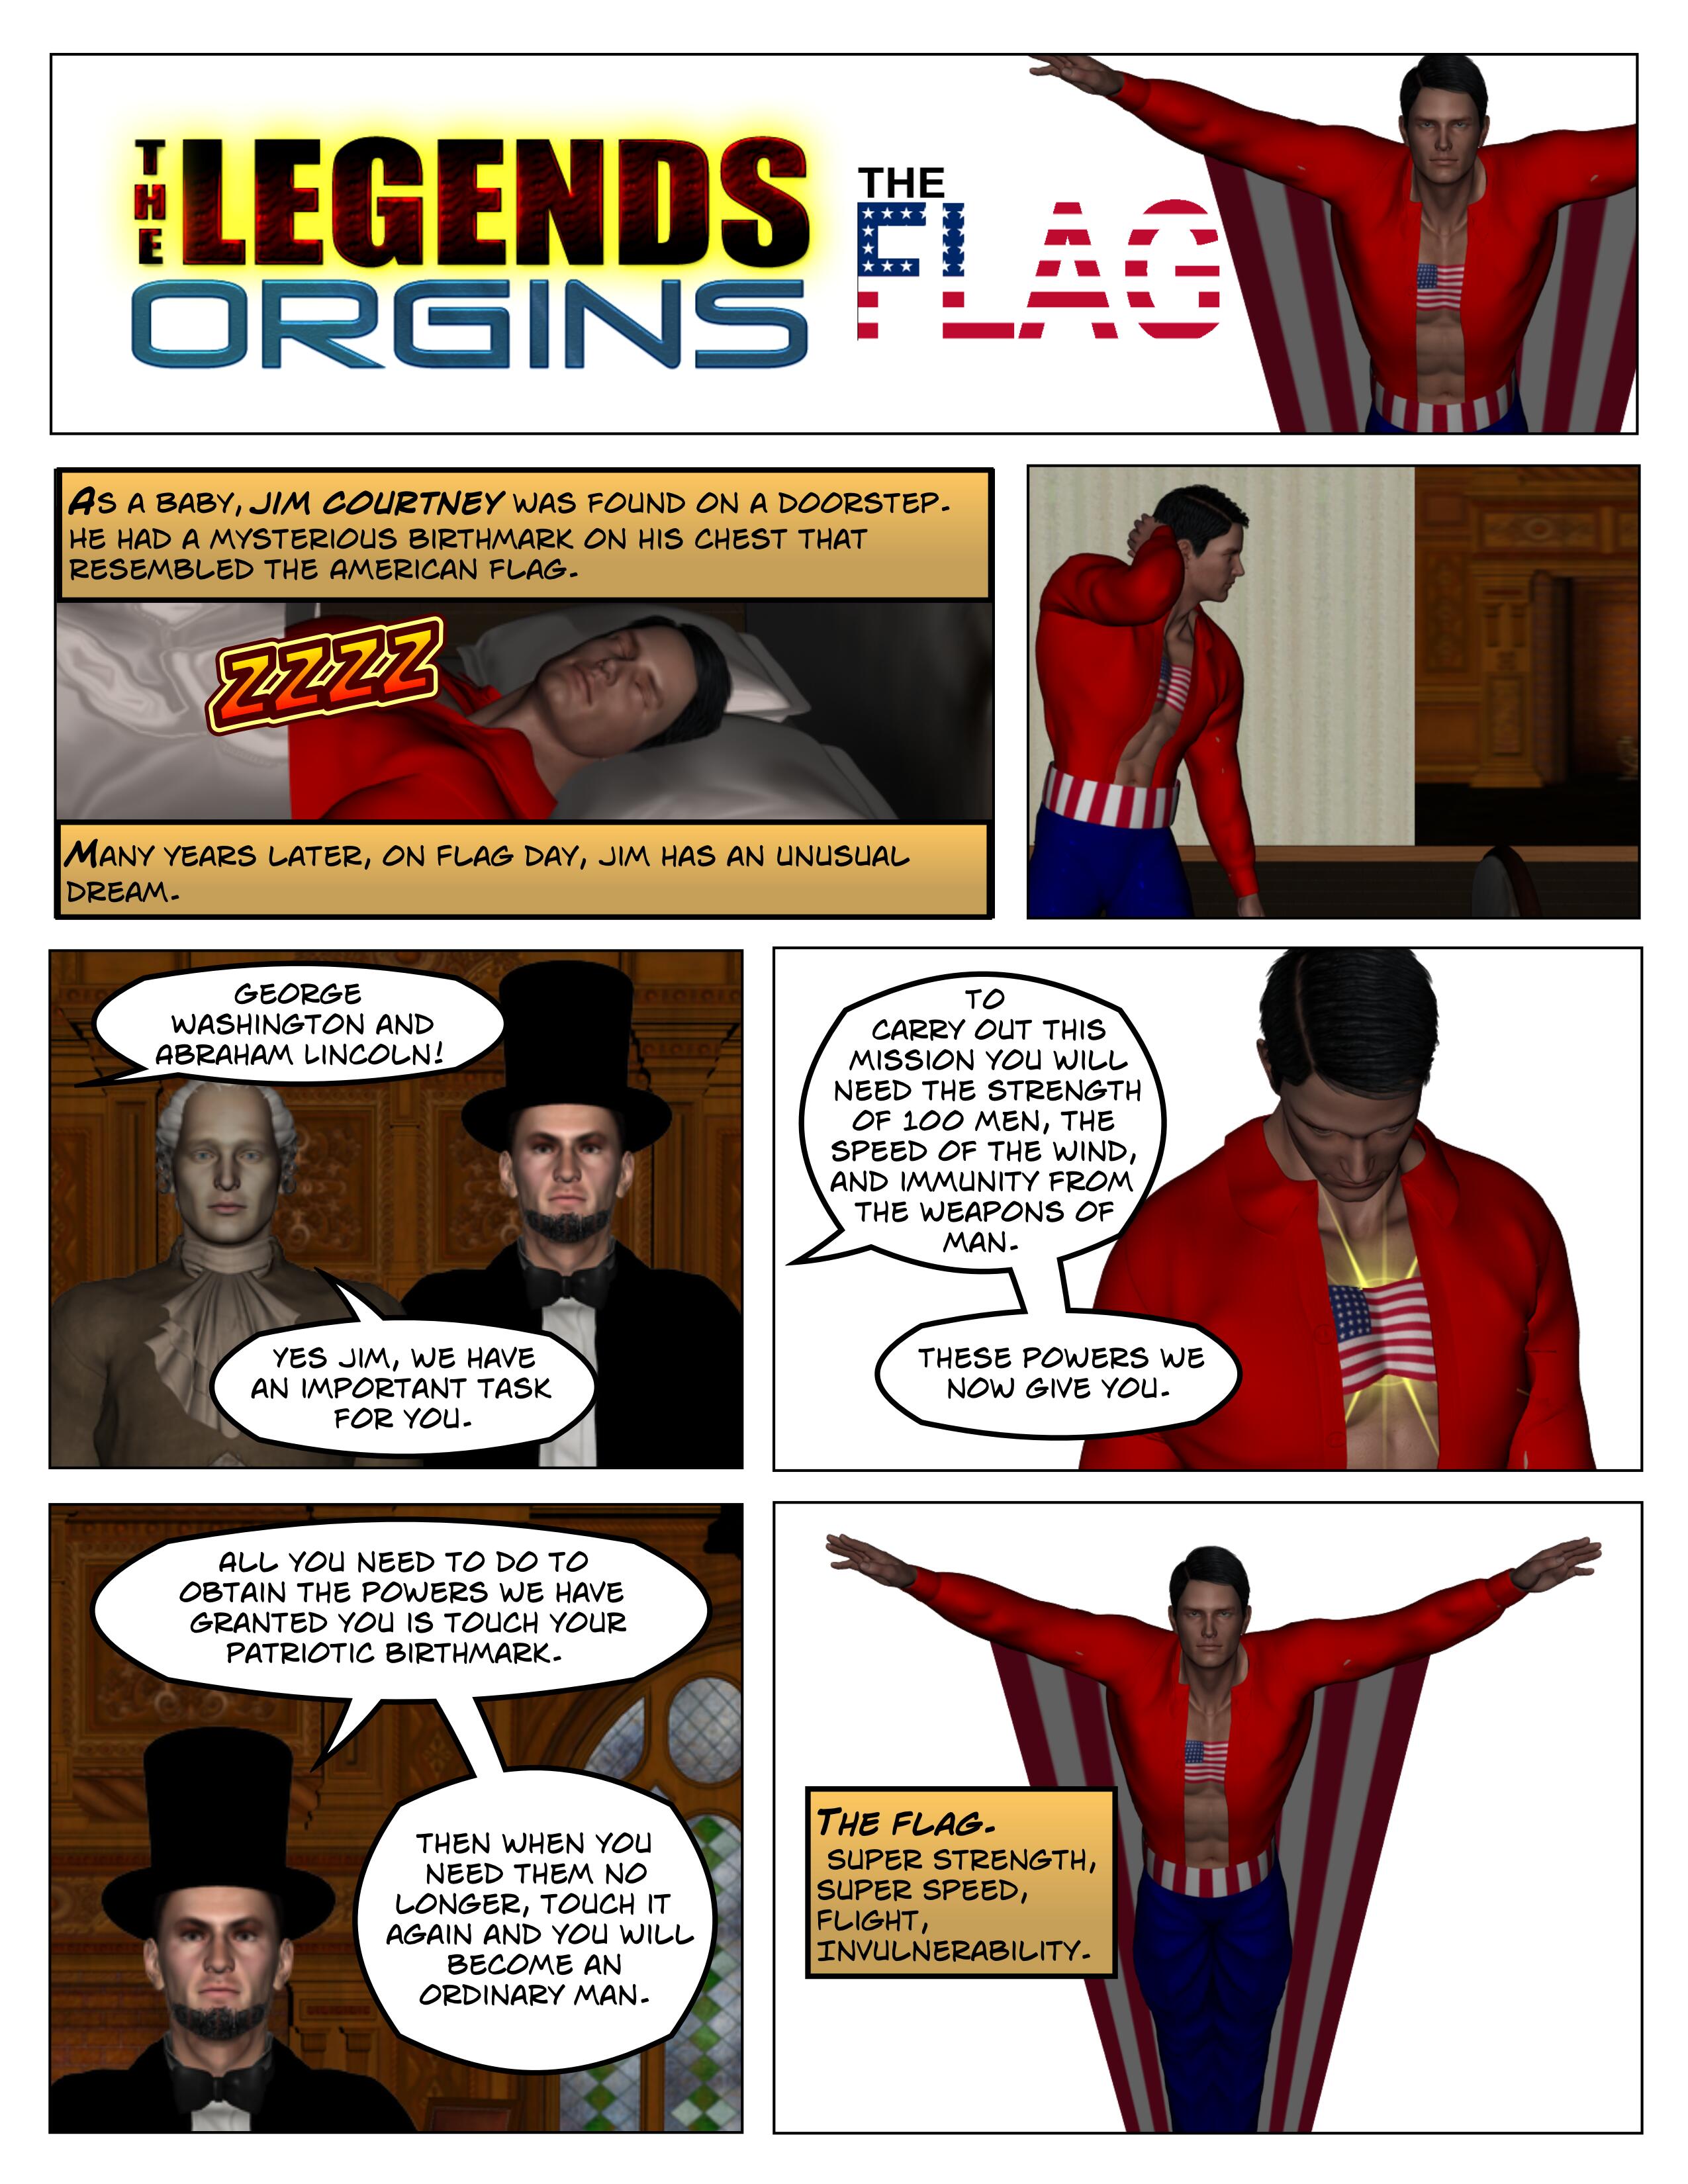 THE LEGENDS
ORGINS
THE
FLAG
AS A BABY, JIM COURTNEY WAS FOUND ON A DOORSTEP.
HE HAD A MYSTERIOUS BIRTHMARK ON HIS CHEST THAT
RESEMBLED THE AMERICAN FLAG.
ZZZZ
MANY YEARS LATER, ON FLAG DAY, JIM HAS AN UNUSUAL
DREAM.
GEORGE
WASHINGTON AND
ABRAHAM LINCOLN!
YES JIM, WE HAVE
AN IMPORTANT TASK
FOR YOU.
TO
CARRY OUT THIS
MISSION YOU WILL
NEED THE STRENGTH
OF 100 MEN, THE
SPEED OF THE WIND,
AND IMMUNITY FROM
THE WEAPONS OF
MAN.
THESE POWERS WE
NOW GIVE YOU.
ALL YOU NEED TO DO TO
OBTAIN THE POWERS WE HAVE
GRANTED YOU IS TOUCH YOUR
PATRIOTIC BIRTHMARK.
THEN WHEN YOU
NEED THEM NO
LONGER, TOUCH IT
AGAIN AND YOU WILL
BECOME AN
ORDINARY MAN.
THE FLAG.
SUPER STRENGTH,
SUPER SPEED,
FLIGHT,
INVULNERABILITY.